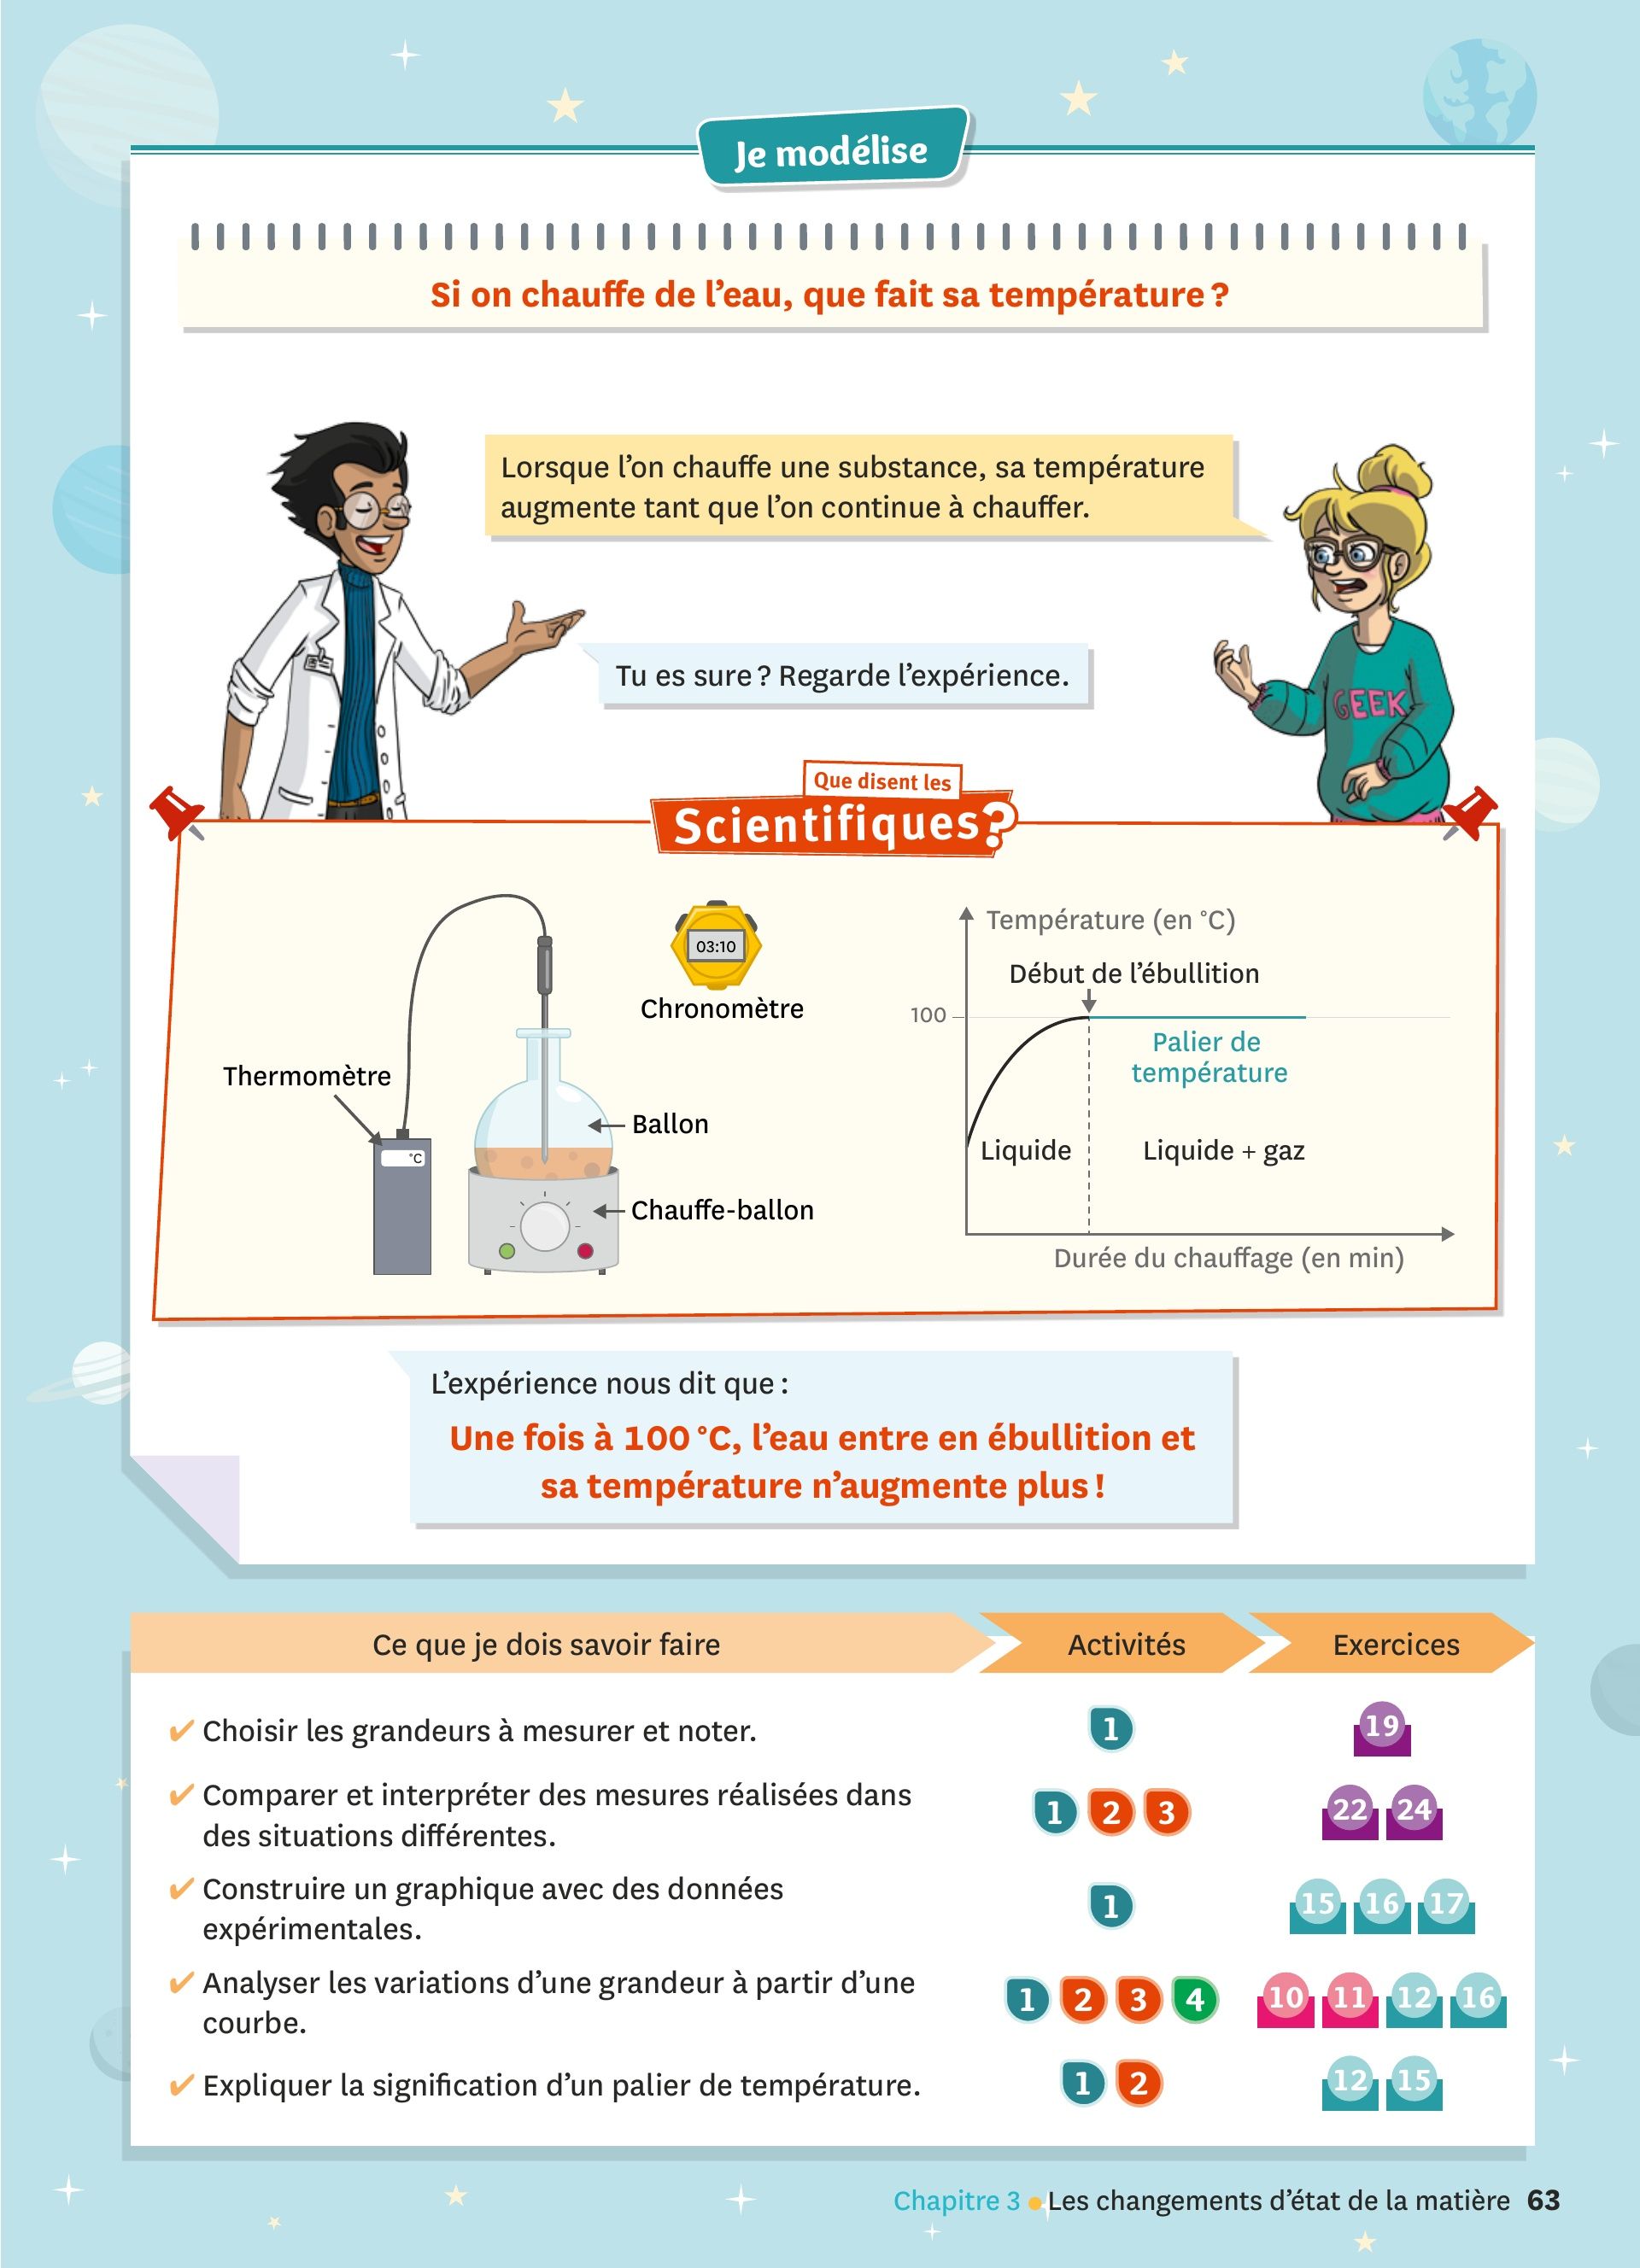 Je modélise
Si on chauffe de l’eau, que fait sa température ?
Lorsque l’on chauffe une substance, sa température
augmente tant que l’on continue à chauffer.
Tu es sure ? Regarde l’expérience.
GEEK
Que disent les
Scientifiques?
03:10
Chronomètre
Thermomètre
°C
Ballon
Chauffe-ballon
Température (en °C)
Début de l’ébullition
100
Palier de
température
Liquide
Liquide + gaz
Durée du chauffage (en min)
L’expérience nous dit que :
Une fois à 100 °C, l’eau entre en ébullition et
sa température n’augmente plus !
Ce que je dois savoir faire Activités Exercices
✔ Choisir les grandeurs à mesurer et noter. 1 19
✔ Comparer et interpréter des mesures réalisées dans
des situations différentes. 1 2 3 22 24
✔ Construire un graphique avec des données
expérimentales. 1 15 16 17
✔ Analyser les variations d’une grandeur à partir d’une
courbe. 1 2 3 4 10 11 12 16
✔ Expliquer la signification d’un palier de température. 1 2 12 15
Chapitre 3 • Les changements d’état de la matière 63